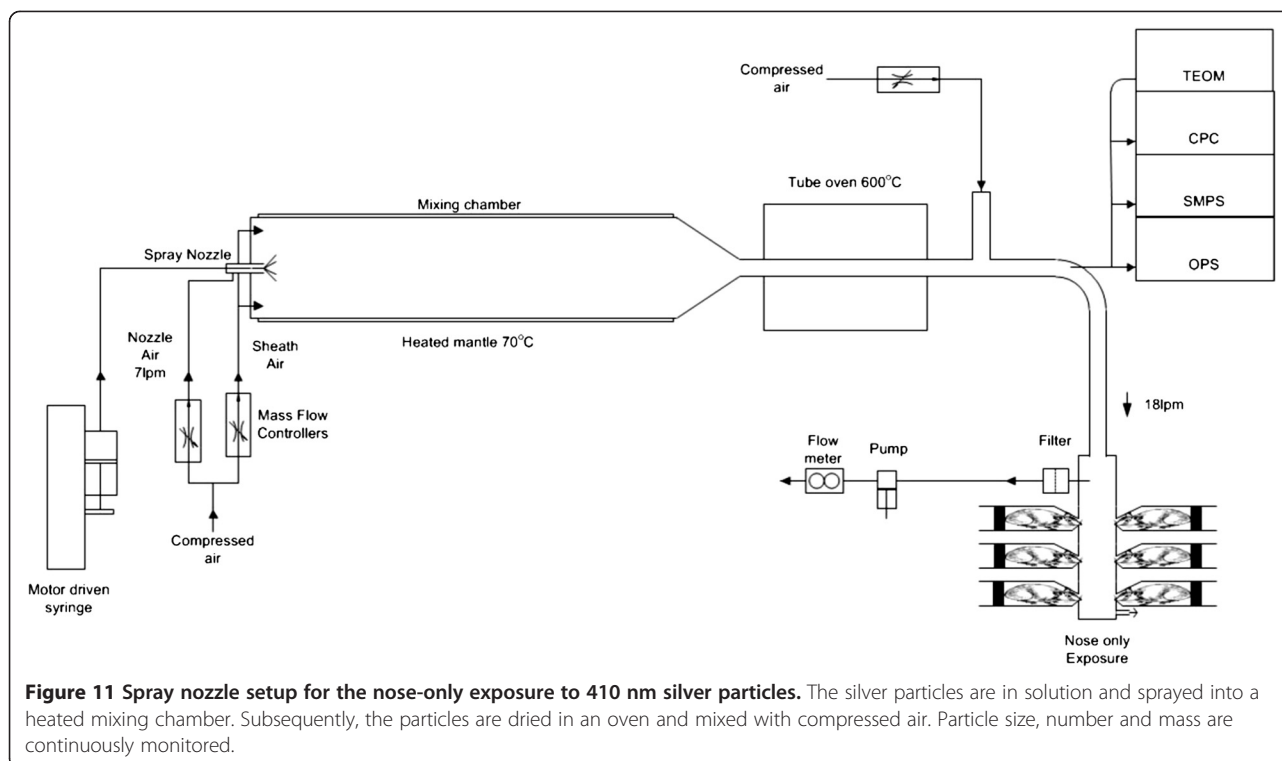 Compressed
air
TEOM
CPC
SMPS
OPS
Tube oven 600°C
Mixing chamber
Spray Nozzle
Heated mantle 70°C
Nozzle
Air
7lpm
Sheath
Air
Mass Flow
Controllers
Compressed
air
Motor driven
syringe
18lpm
Flow
meter
Pump
Filter
Nose only
Exposure
Figure 11 Spray nozzle setup for the nose-only exposure to 410 nm silver particles. The silver particles are in solution and sprayed into a
heated mixing chamber. Subsequently, the particles are dried in an oven and mixed with compressed air. Particle size, number and mass are
continuously monitored.